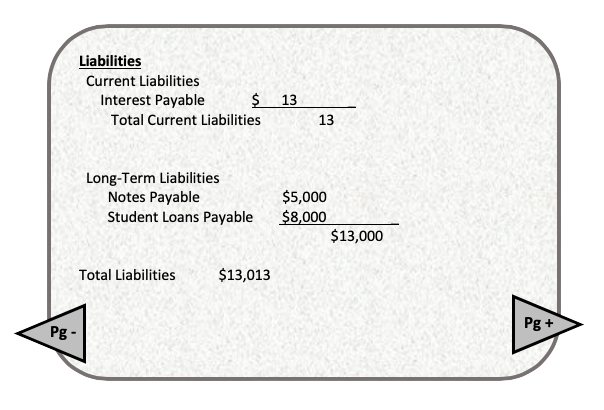 Liabilities
Current Liabilities
Interest Payable $ 13
Total Current Liabilities 13
Long-Term Liabilities
Notes Payable $5,000
Student Loans Payable $8,000
$13,000
Total Liabilities $13,013
Pg -
Pg +